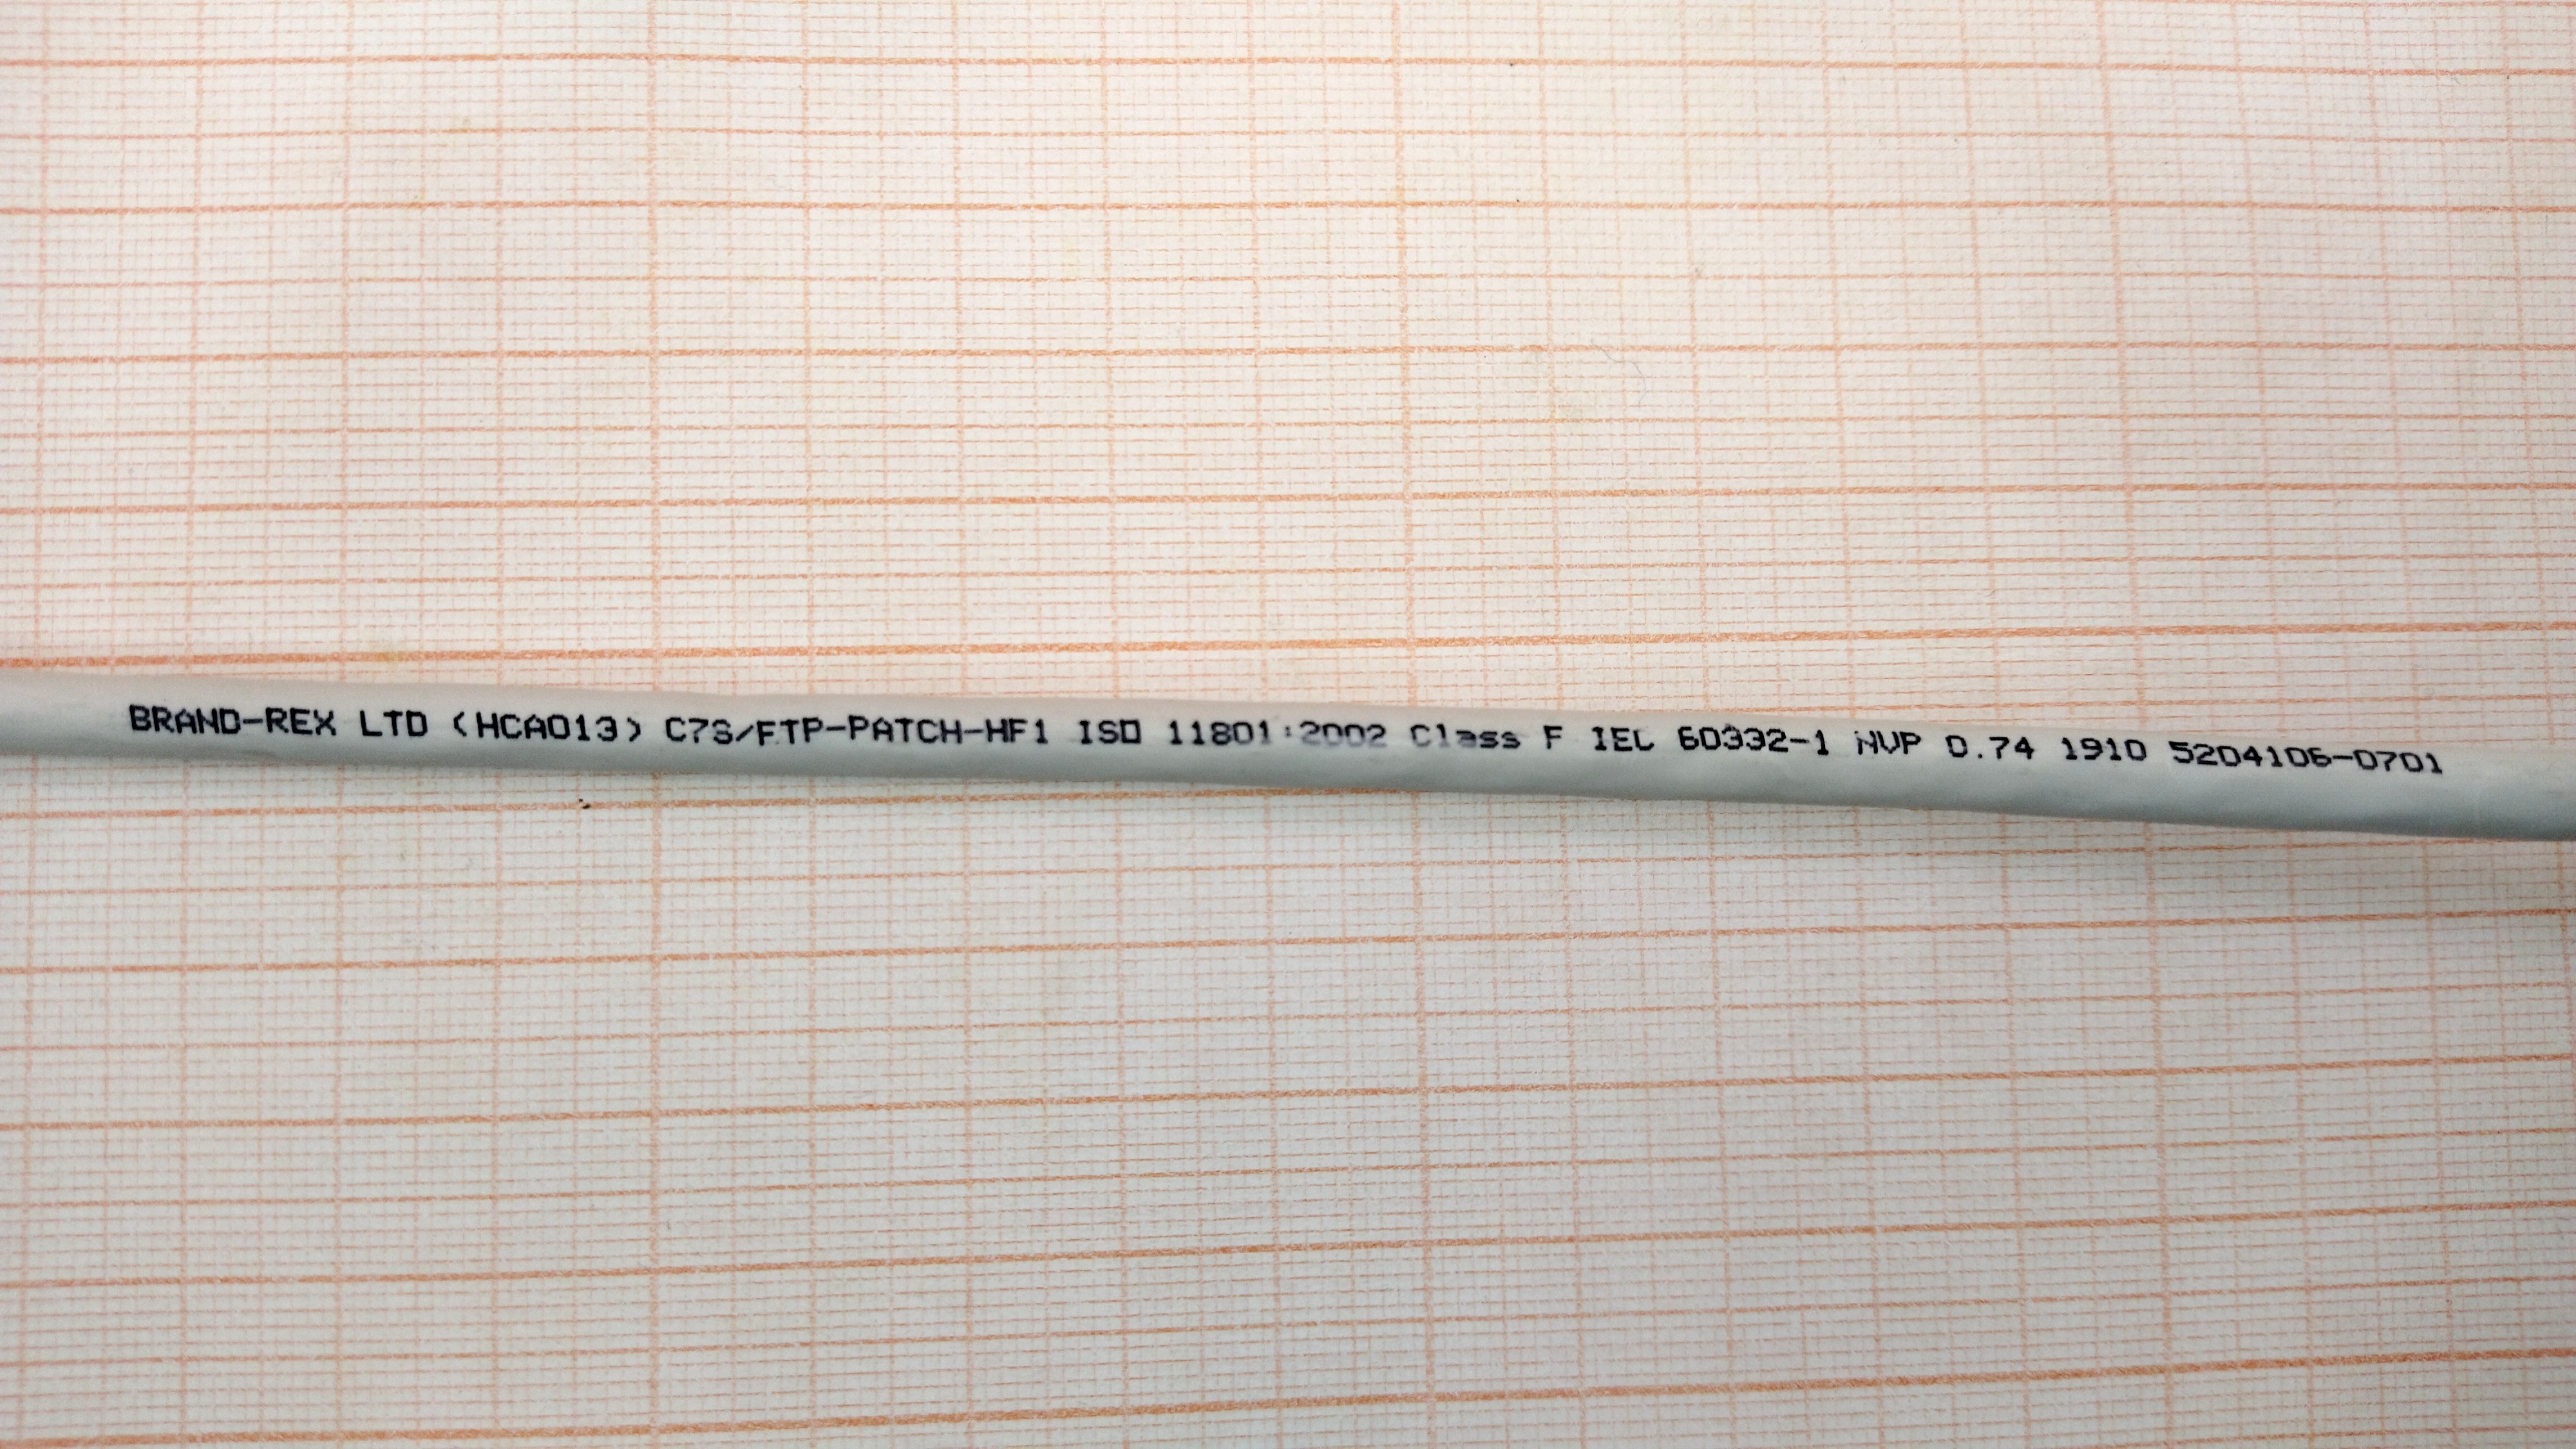 BRAND-REX LTD (HCA013) C7S/FTP-PATCH-HF1 ISO 11801:2002 Class F IEC 60332-1 NVP 0.74 1910 5204106-0701